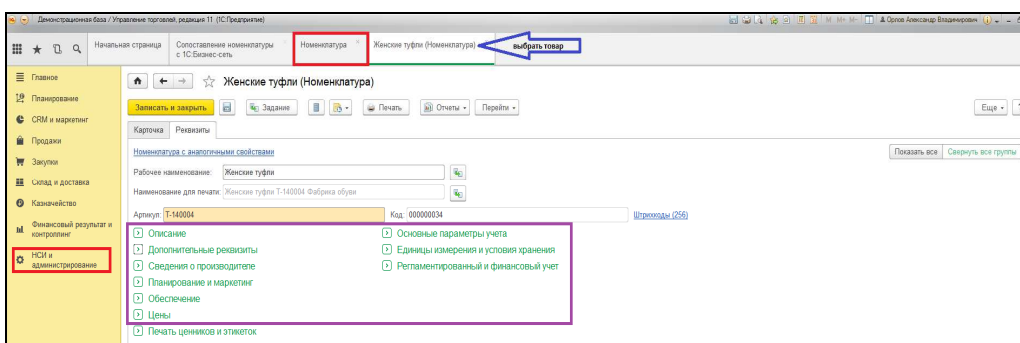 Демонстрационная база / Управление торговлей, редакция 11 (1С:Предприятие)
M M+ M-
Орлов Александр Владимирович
Начальная страница
Сопоставление номенклатуры с 1С:Бизнес-сеть
Номенклатура
Женские туфли (Номенклатура)
выбрать товар
Главное
Планирование
CRM и маркетинг
Продажи
Закупки
Склад и доставка
Казначейство
Финансовый результат и контроллинг
НСИ и администрирование
Женские туфли (Номенклатура)
Записать и закрыть
Задание
Печать
Отчеты
Перейти
Еще
?
Карточка
Реквизиты
Номенклатура с аналогичными свойствами
Показать все
Свернуть все группы
Рабочее наименование: Женские туфли
Наименование для печати: Женские туфли Т-140004 Фабрика обуви
Артикул: Т-140004
Код: 000000034
Штрихкоды (256)
Описание
Дополнительные реквизиты
Сведения о производителе
Планирование и маркетинг
Обеспечение
Цены
Печать ценников и этикеток
Основные параметры учета
Единицы измерения и условия хранения
Регламентированный и финансовый учет